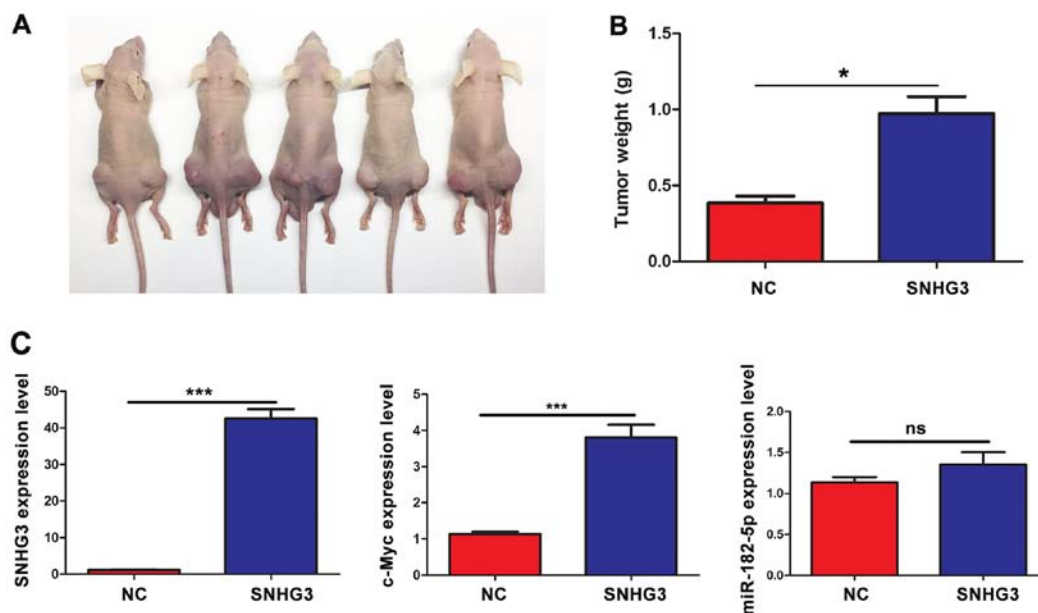 A
B
Tumor weight (g)
1.5
1.0
0.5
0.0
*
NC
SNHG3
C
SNHG3 expression level
50
40
30
20
10
0
***
NC
SNHG3
c-Myc expression level
5
4
3
2
1
0
***
NC
SNHG3
miR-182-5p expression level
2.0
1.5
1.0
0.5
0.0
ns
NC
SNHG3